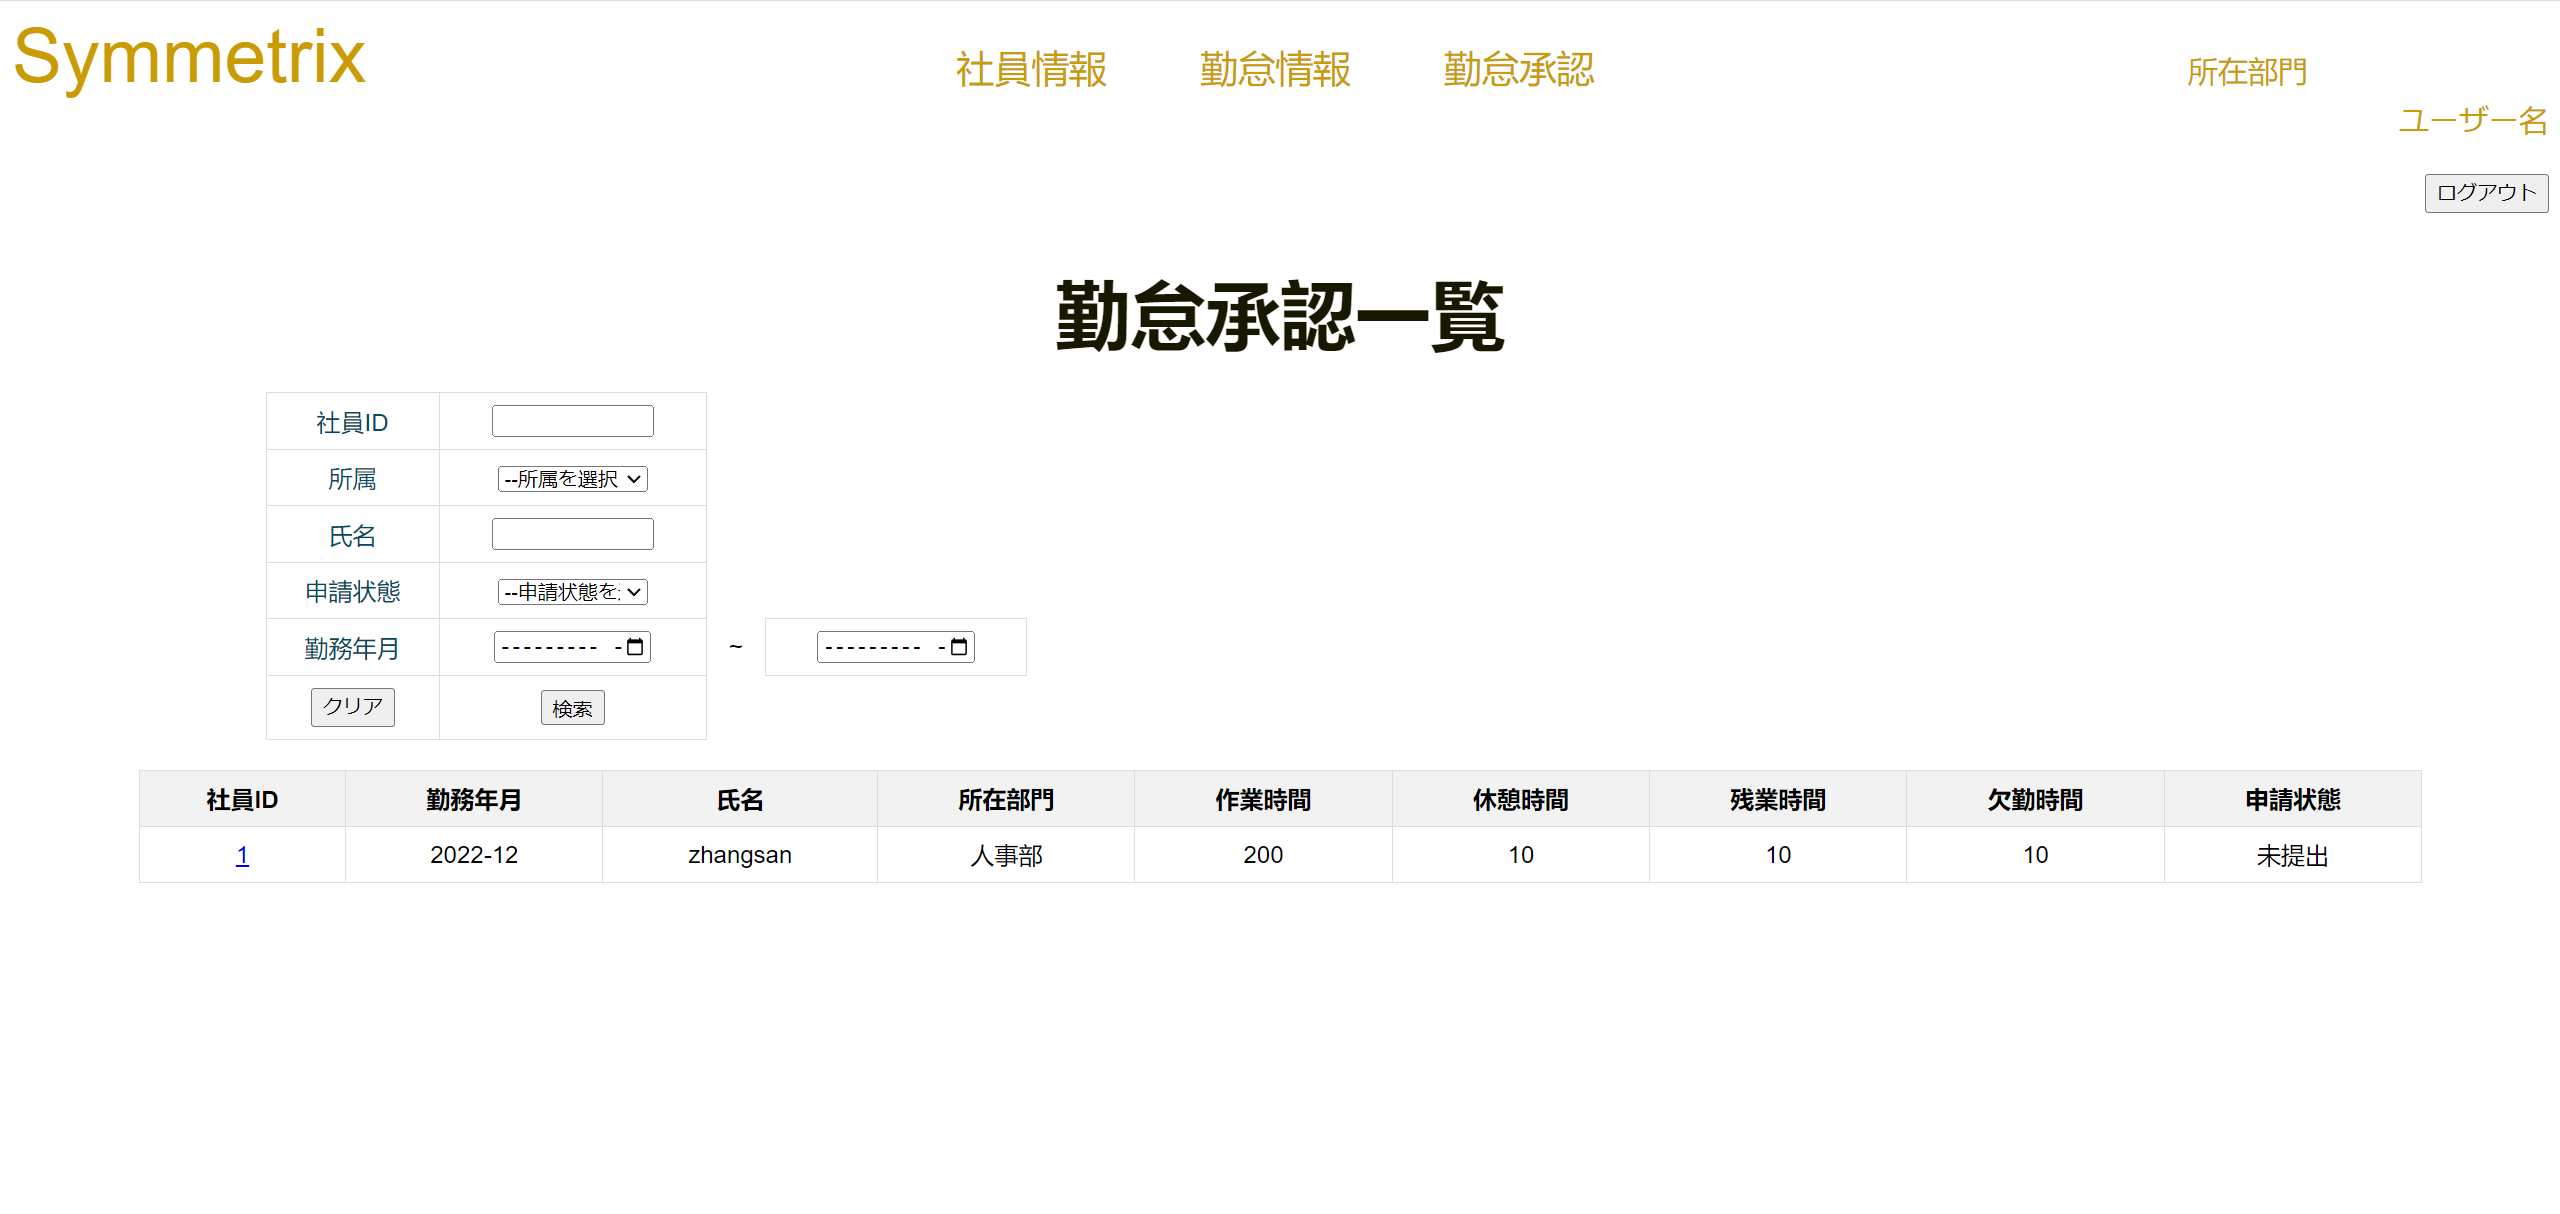 Symmetrix
社員情報 勤怠情報 勤怠承認
所在部門
ユーザー名
ログアウト
勤怠承認一覧
社員ID
所属 --所属を選択
氏名
申請状態 --申請状態を
勤務年月 --------- - ~ --------- -
クリア 検索
社員ID 勤務年月 氏名 所在部門 作業時間 休憩時間 残業時間 欠勤時間 申請状態
1 2022-12 zhangsan 人事部 200 10 10 10 未提出